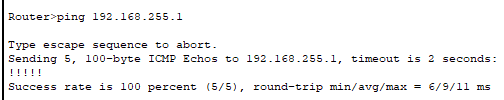 Router>ping 192.168.255.1
Type escape sequence to abort.
Sending 5, 100-byte ICMP Echos to 192.168.255.1, timeout is 2 seconds:
!!!!!
Success rate is 100 percent (5/5), round-trip min/avg/max = 6/9/11 ms